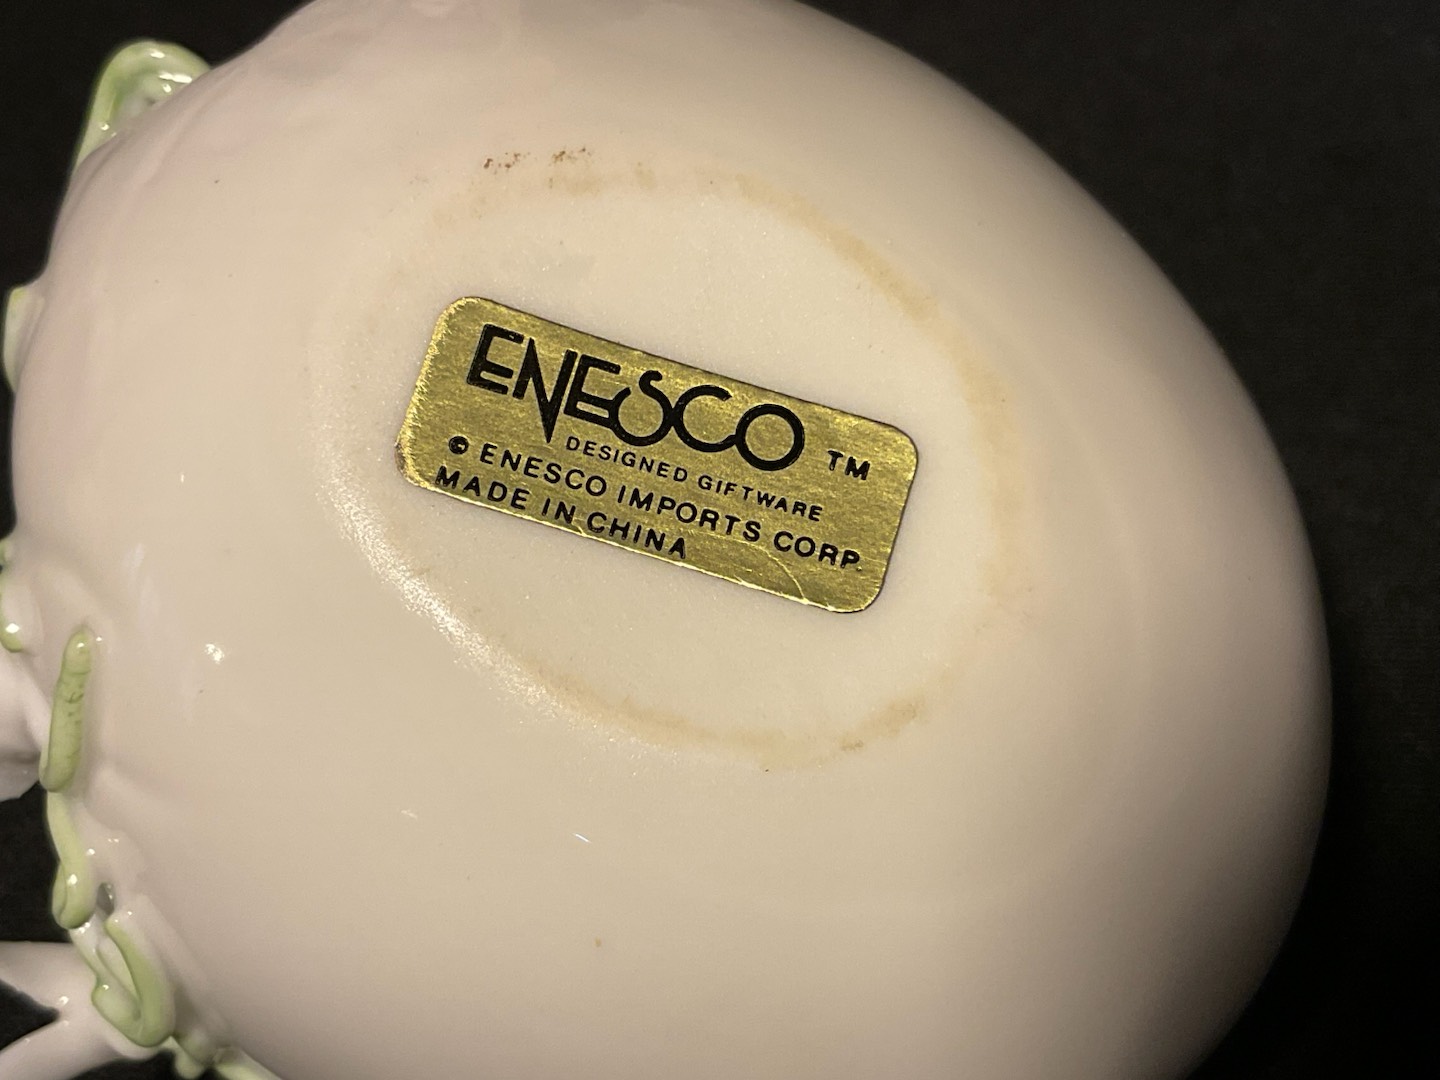 ENESCO ™
DESIGNED GIFTWARE
© ENESCO IMPORTS CORP.
MADE IN CHINA